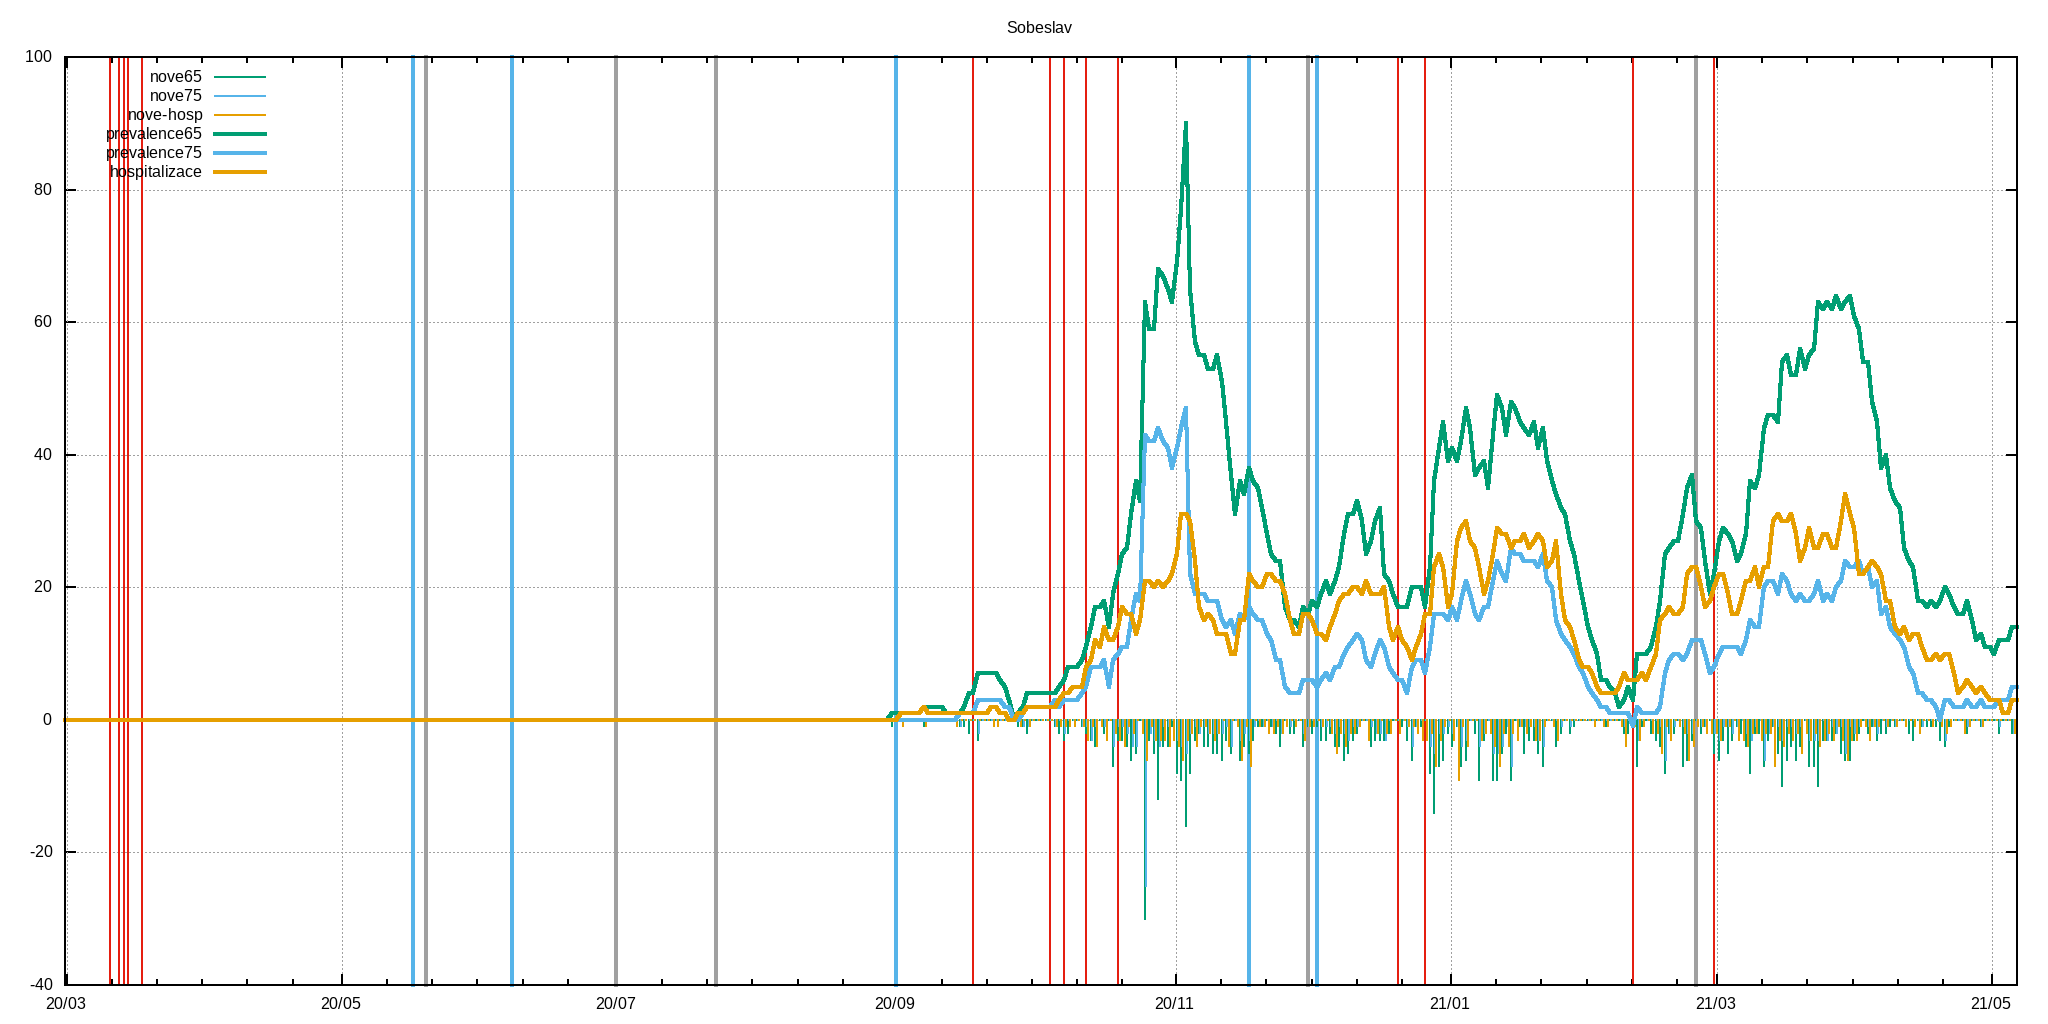 Sobeslav
100
80
60
40
20
0
-20
-40
nove65
nove75
nove-hosp
prevalence65
prevalence75
hospitalizace
20/03 20/05 20/07 20/09 20/11 21/01 21/03 21/05